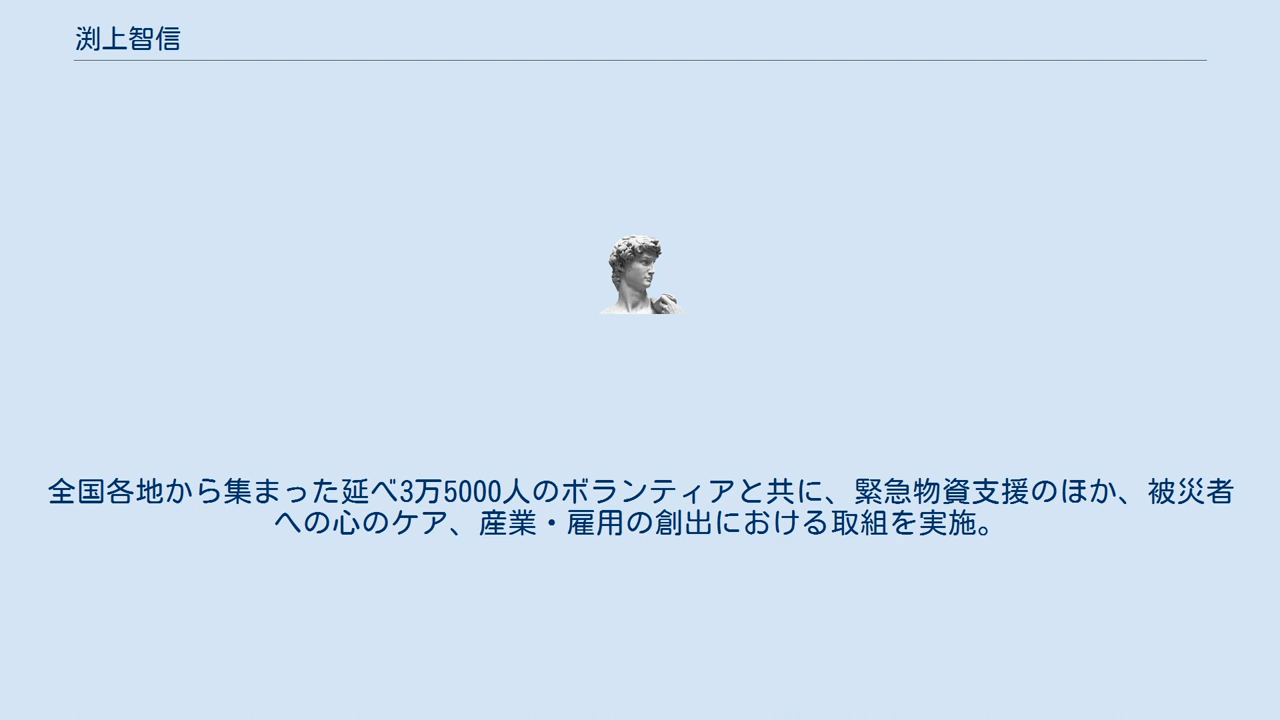 渕上智信
全国各地から集まった延べ3万5000人のボランティアと共に、緊急物資支援のほか、被災者
への心のケア、産業・雇用の創出における取組を実施。